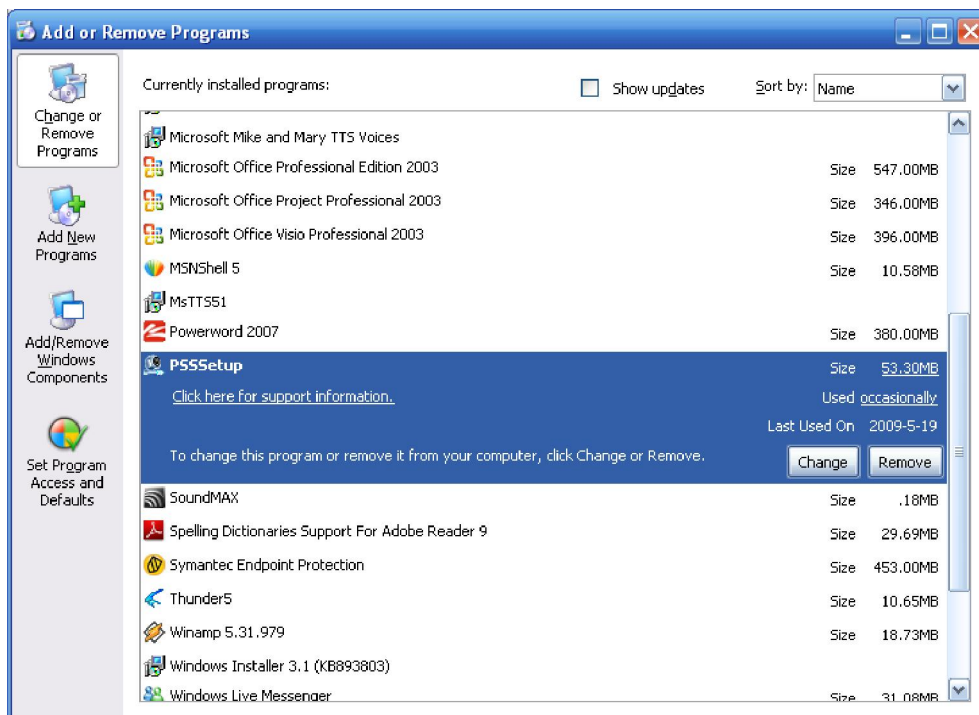 Add or Remove Programs
Change or
Remove
Programs
Add New
Programs
Add/Remove
Windows
Components
Set Program
Access and
Defaults
Currently installed programs:
Show updates
Sort by: Name
Microsoft Mike and Mary TTS Voices
Microsoft Office Professional Edition 2003 Size 547.00MB
Microsoft Office Project Professional 2003 Size 346.00MB
Microsoft Office Visio Professional 2003 Size 396.00MB
MSNShell 5 Size 10.58MB
MsTTS51
Powerword 2007 Size 380.00MB
PSSSetup Size 53.30MB
Click here for support information. Used occasionally
Last Used On 2009-5-19
To change this program or remove it from your computer, click Change or Remove. Change Remove
SoundMAX Size .18MB
Spelling Dictionaries Support For Adobe Reader 9 Size 29.69MB
Symantec Endpoint Protection Size 453.00MB
Thunder5 Size 10.65MB
Winamp 5.31.979 Size 18.73MB
Windows Installer 3.1 (KB893803)
Windows Live Messenger Size 31.08MB